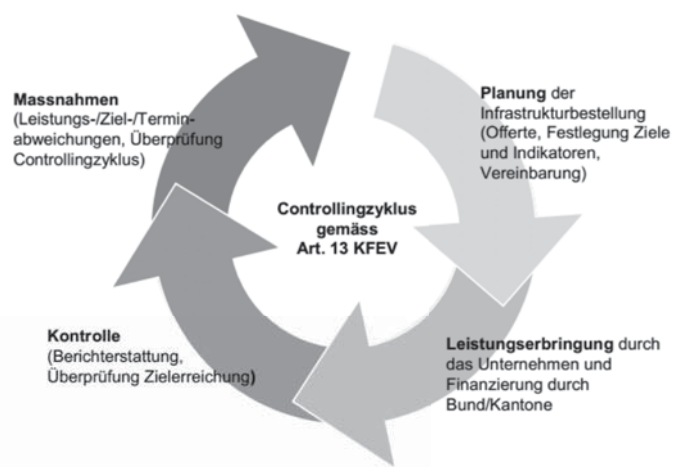 Massnahmen
(Leistungs-/Ziel-/Termin-
abweichungen, Überprüfung
Controllingzyklus)
Planung der
Infrastrukturbestellung
(Offerte, Festlegung Ziele
und Indikatoren,
Vereinbarung)
Controllingzyklus
gemäss
Art. 13 KFEV
Kontrolle
(Berichterstattung,
Überprüfung Zielerreichung)
Leistungserbringung durch
das Unternehmen und
Finanzierung durch
Bund/Kantone